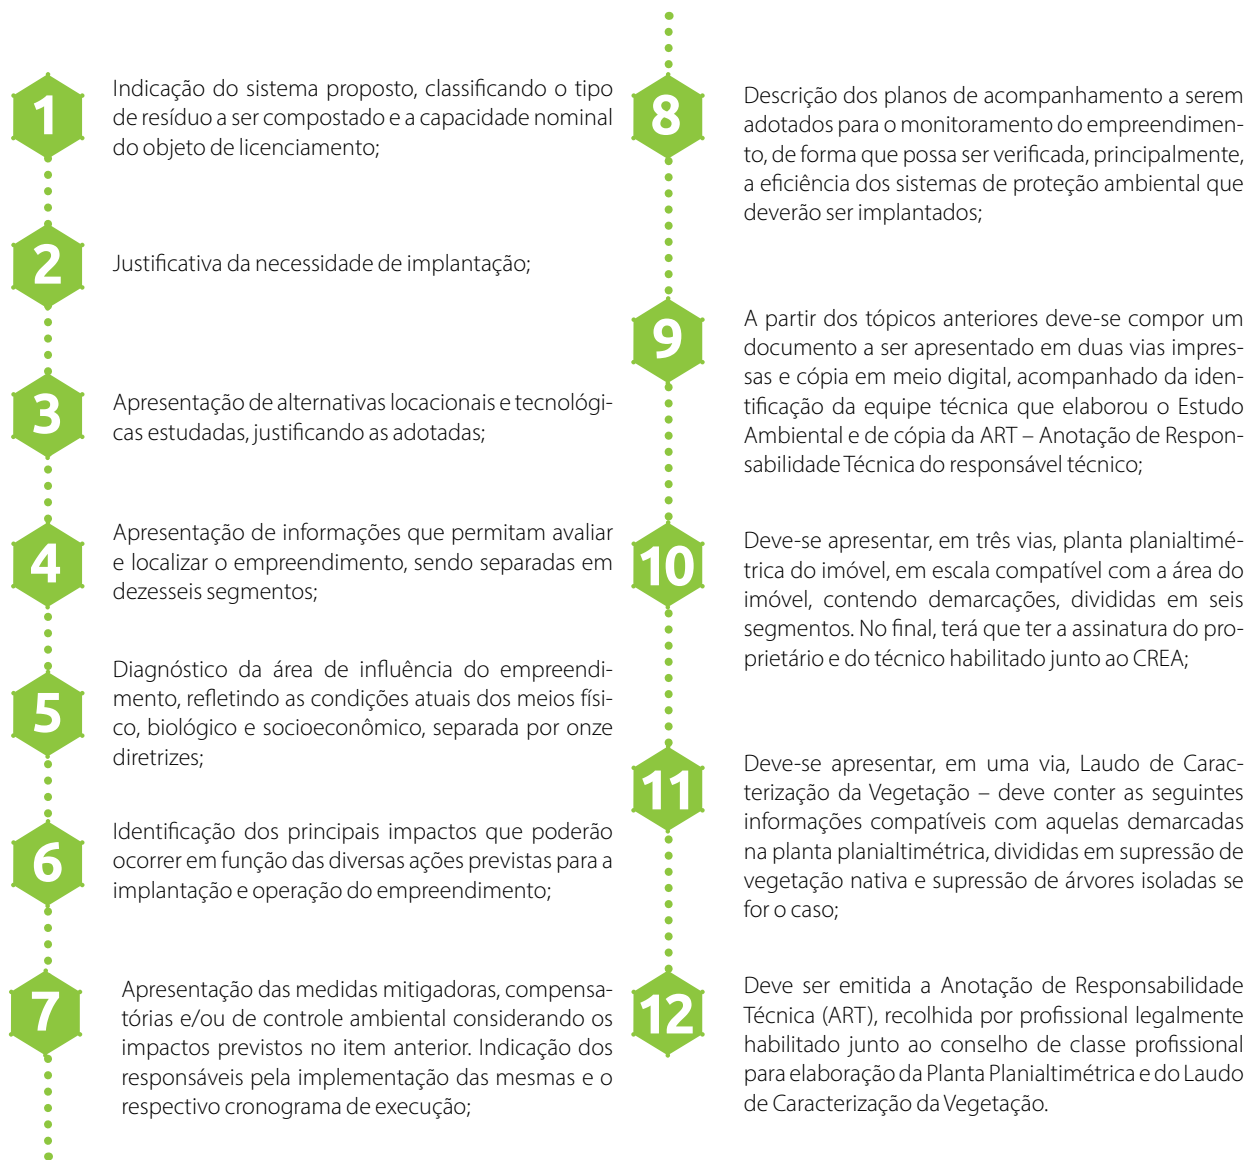 1
Indicação do sistema proposto, classificando o tipo
de resíduo a ser compostado e a capacidade nominal
do objeto de licenciamento;
2
Justificativa da necessidade de implantação;
3
Apresentação de alternativas locacionais e tecnológi-
cas estudadas, justificando as adotadas;
4
Apresentação de informações que permitam avaliar
e localizar o empreendimento, sendo separadas em
dezesseis segmentos;
5
Diagnóstico da área de influência do empreendi-
mento, refletindo as condições atuais dos meios físi-
co, biológico e socioeconômico, separada por onze
diretrizes;
6
Identificação dos principais impactos que poderão
ocorrer em função das diversas ações previstas para a
implantação e operação do empreendimento;
7
Apresentação das medidas mitigadoras, compensa-
tórias e/ou de controle ambiental considerando os
impactos previstos no item anterior. Indicação dos
responsáveis pela implementação das mesmas e o
respectivo cronograma de execução;
8
Descrição dos planos de acompanhamento a serem
adotados para o monitoramento do empreendimen-
to, de forma que possa ser verificada, principalmente,
a eficiência dos sistemas de proteção ambiental que
deverão ser implantados;
9
A partir dos tópicos anteriores deve-se compor um
documento a ser apresentado em duas vias impres-
sas e cópia em meio digital, acompanhado da iden-
tificação da equipe técnica que elaborou o Estudo
Ambiental e de cópia da ART – Anotação de Respon-
sabilidade Técnica do responsável técnico;
10
Deve-se apresentar, em três vias, planta planialtimé-
trica do imóvel, em escala compatível com a área do
imóvel, contendo demarcações, divididas em seis
segmentos. No final, terá que ter a assinatura do pro-
prietário e do técnico habilitado junto ao CREA;
11
Deve-se apresentar, em uma via, Laudo de Carac-
terização da Vegetação – deve conter as seguintes
informações compatíveis com aquelas demarcadas
na planta planialtimétrica, divididas em supressão de
vegetação nativa e supressão de árvores isoladas se
for o caso;
12
Deve ser emitida a Anotação de Responsabilidade
Técnica (ART), recolhida por profissional legalmente
habilitado junto ao conselho de classe profissional
para elaboração da Planta Planialtimétrica e do Laudo
de Caracterização da Vegetação.